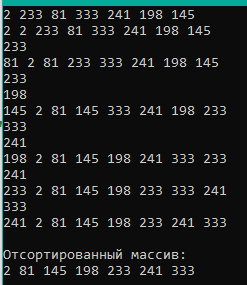 2 233 81 333 241 198 145
2 2 233 81 333 241 198 145
233
81 2 81 233 333 241 198 145
233
198
145 2 81 145 333 241 198 233
333
241
198 2 81 145 198 241 333 233
241
233 2 81 145 198 233 333 241
333
241 2 81 145 198 233 241 333

Отсортированный массив:
2 81 145 198 233 241 333